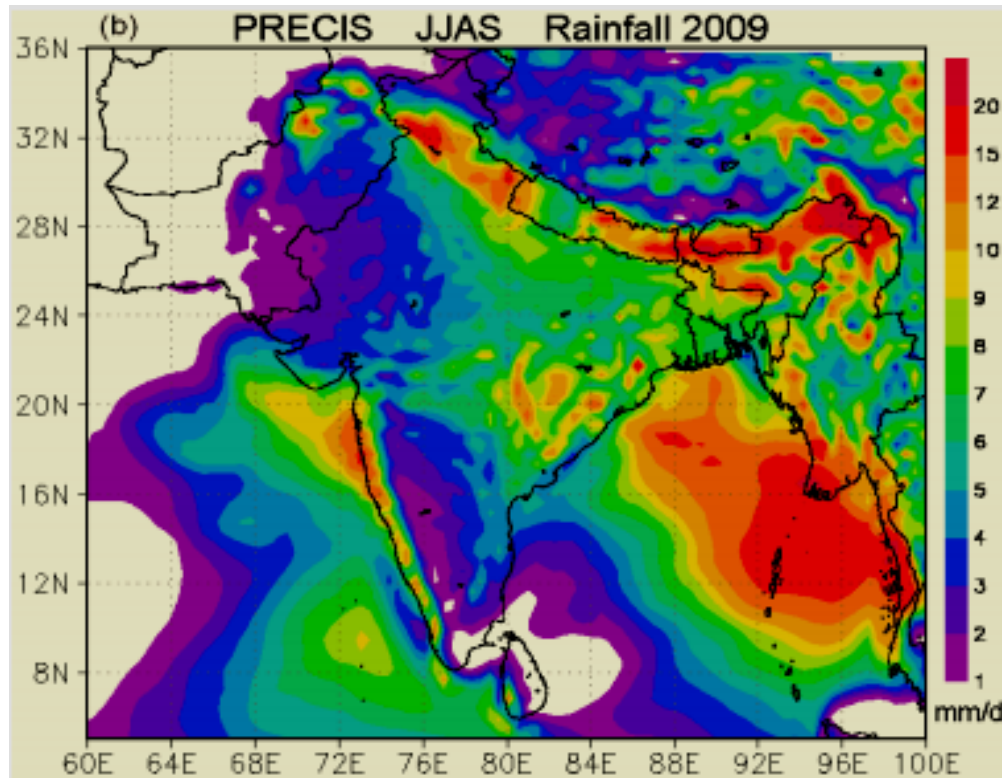 (b) PRECIS JJAS Rainfall 2009
36N
32N
28N
24N
20N
16N
12N
8N
60E 64E 68E 72E 76E 80E 84E 88E 92E 96E 100E
20
15
12
10
9
8
7
6
5
4
3
2
1
mm/d